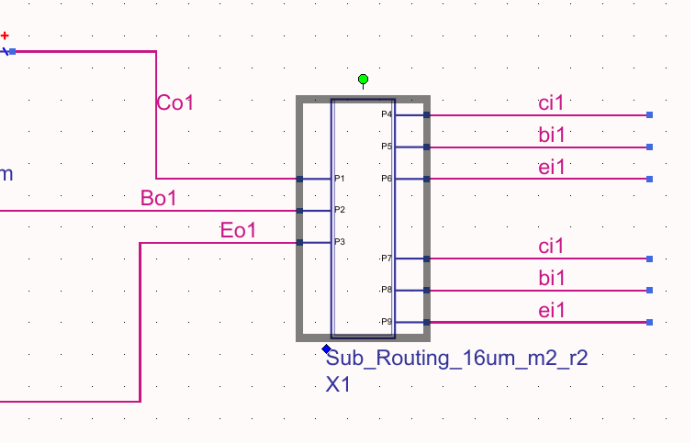 +
Co1
m
Bo1
Eo1
P1
P2
P3
P4
P5
P6
P7
P8
P9
ci1
bi1
ei1
ci1
bi1
ei1
Sub_Routing_16um_m2_r2
X1